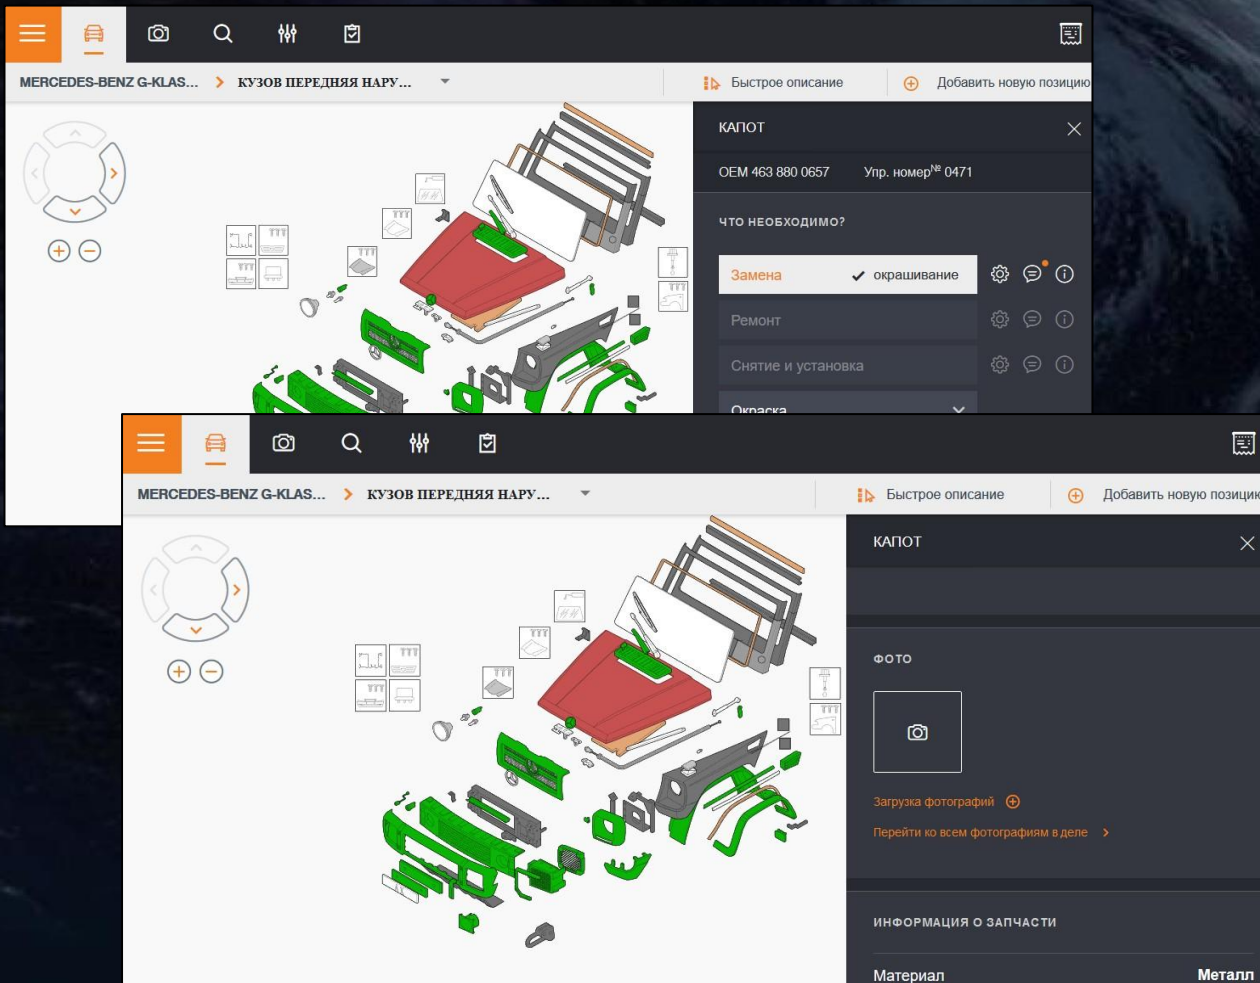 MERCEDES-BENZ G-KLAS... КУЗОВ ПЕРЕДНЯЯ НАРУ... Быстрое описание Добавить новую позицию
КАПОТ
OEM 463 880 0657 Упр. номер№ 0471
ЧТО НЕОБХОДИМО?
Замена окрашивание
Ремонт
Снятие и установка
Окраска
MERCEDES-BENZ G-KLAS... КУЗОВ ПЕРЕДНЯЯ НАРУ... Быстрое описание Добавить новую позицию
КАПОТ
ФОТО
Загрузка фотографий
Перейти ко всем фотографиям в деле
ИНФОРМАЦИЯ О ЗАПЧАСТИ
Материал Металл